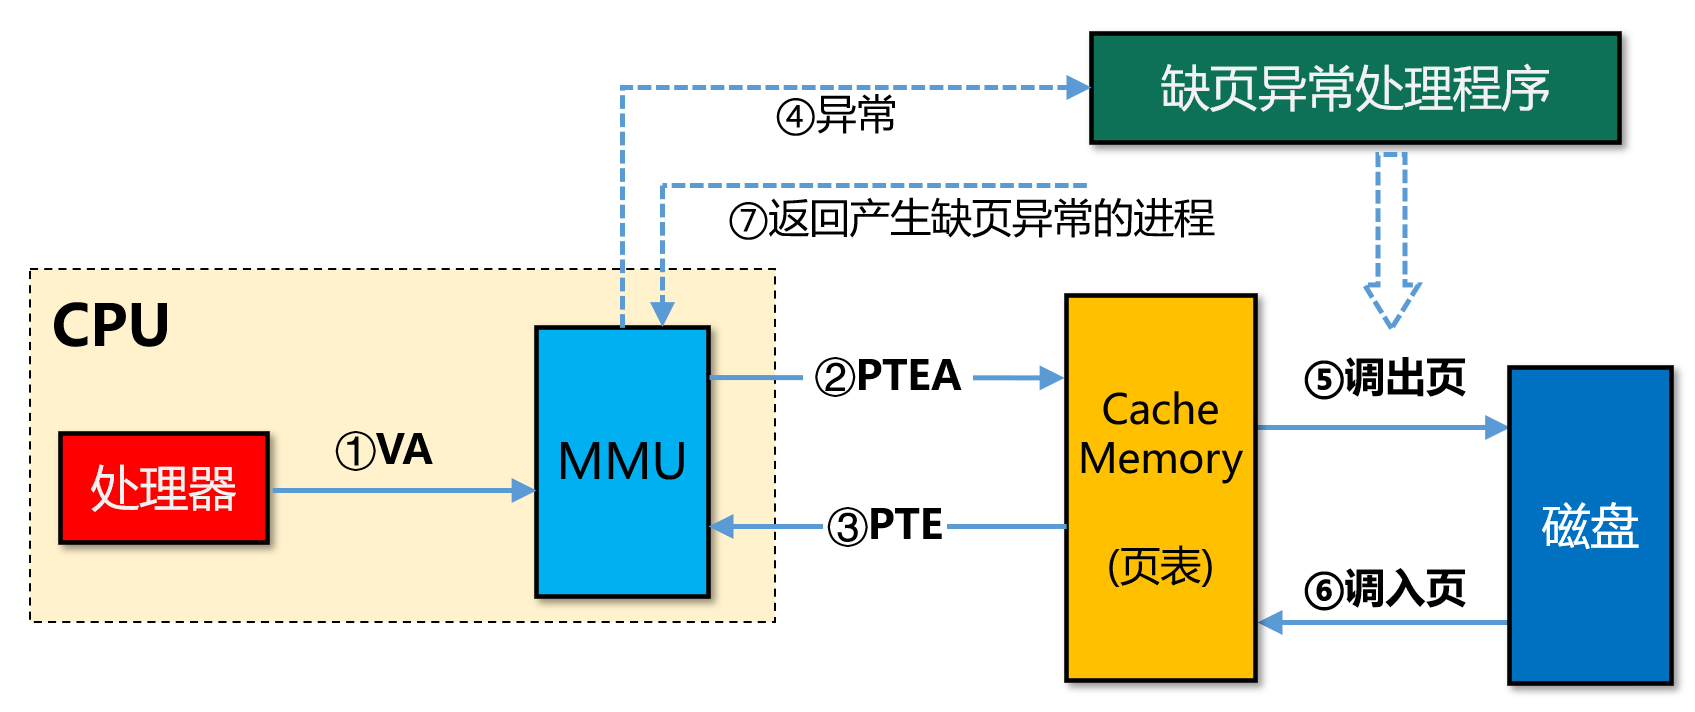 缺页异常处理程序
④异常
⑦返回产生缺页异常的进程
CPU
处理器
①VA
MMU
②PTEA
③PTE
Cache
Memory
(页表)
⑤调出页
⑥调入页
磁盘